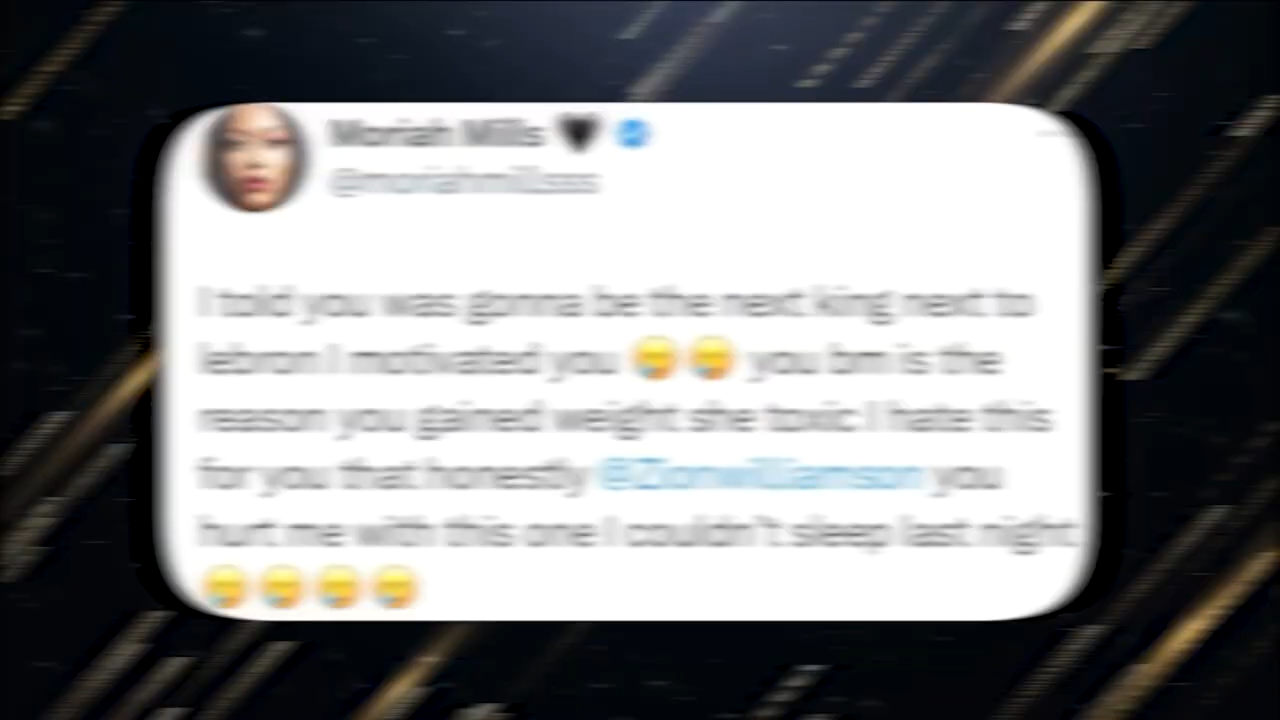 Moriah Mills 🖤
@moriahmillsss
I told you was gonna be the next king next to
lebron I motivated you 😢😢 you bm is the
reason you gained weight she toxic I hate this
for you that honestly @Zionwilliamson you
hurt me with this one I couldn't sleep last night
😢😢😢😢